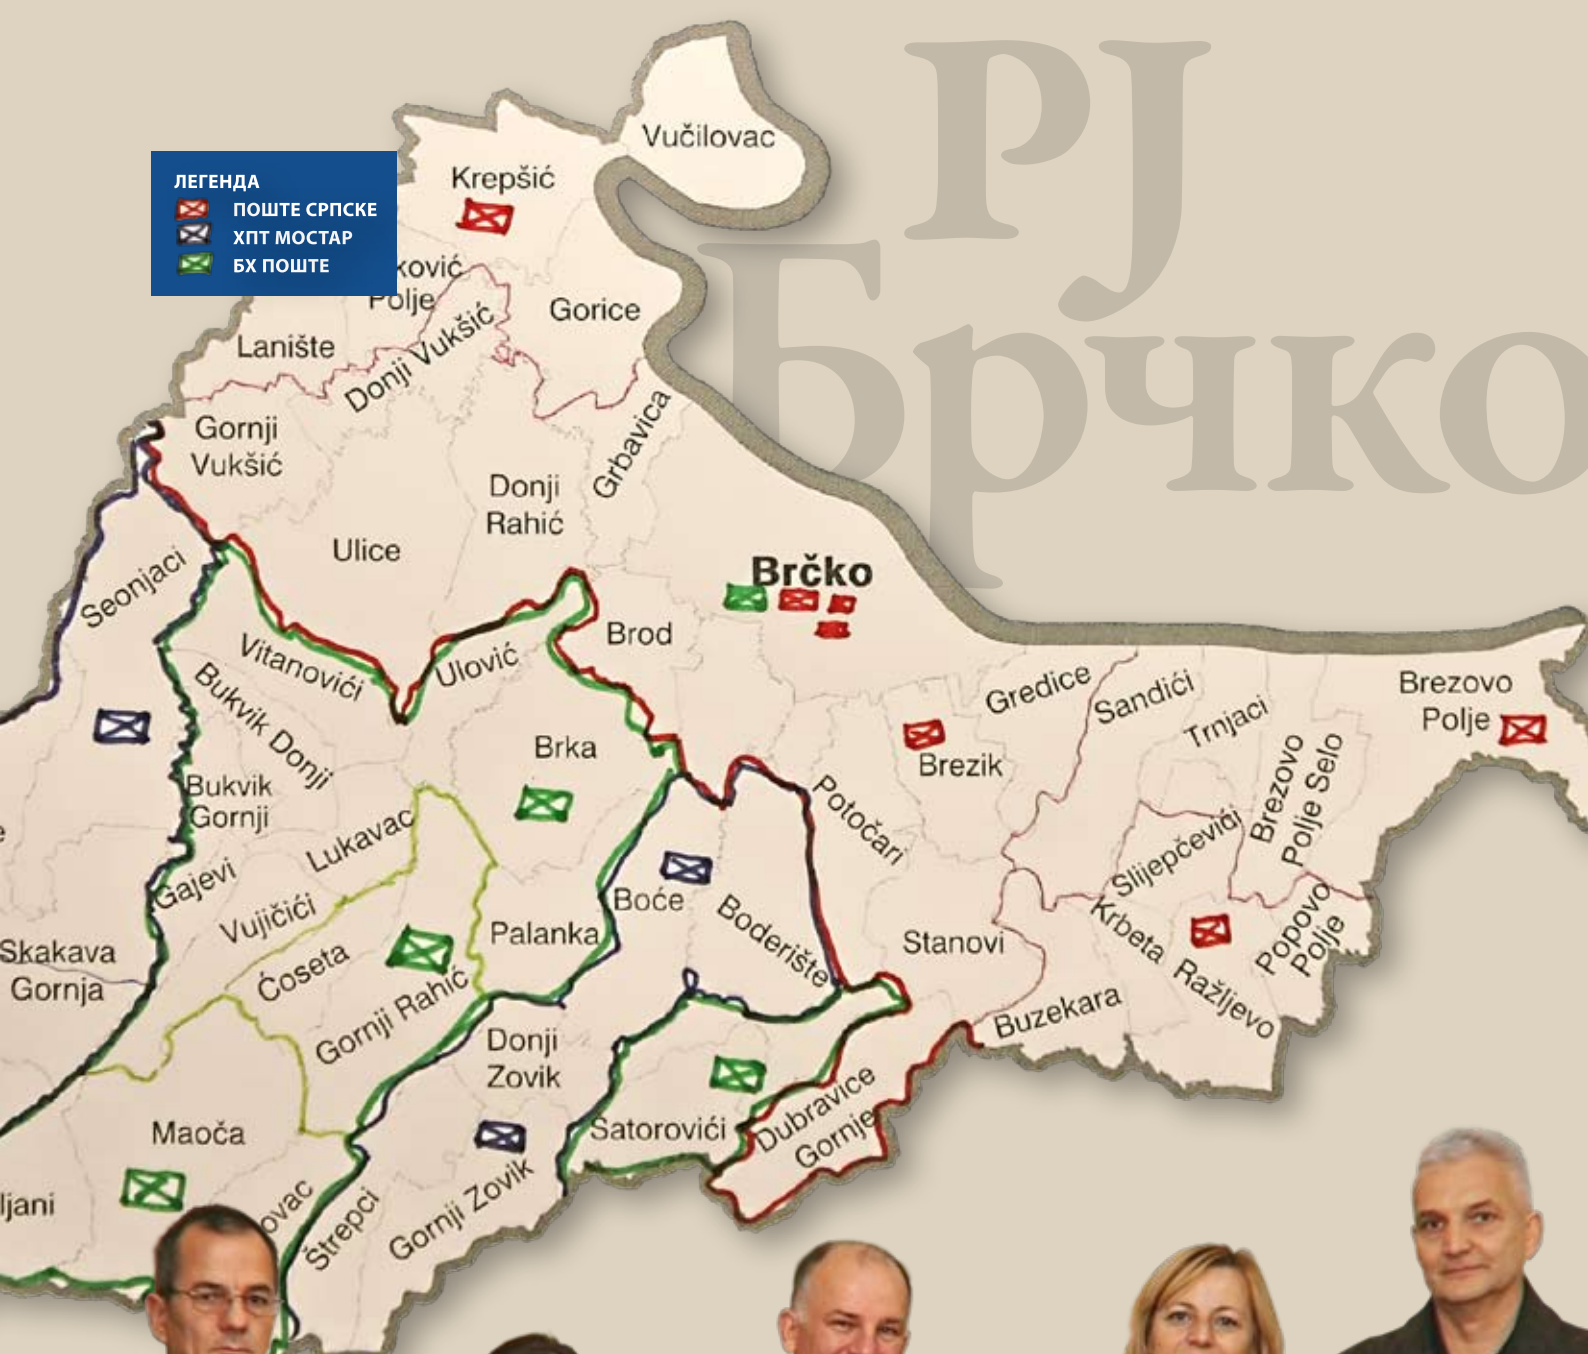 РЈ
Брчко
Vučilovac
Krepšić
ЛЕГЕНДА
ПОШТЕ СРПСКЕ
ХПТ МОСТАР
БХ ПОШТЕ
ković
Polje
Gorice
Lanište
Donji Vukšić
Grbavica
Gornji
Vukšić
Donji
Rahić
Ulice
Brčko
Seonjaci
Brod
Vitanovići
Ulović
Gredice
Sandići
Brezovo
Polje
Bukvik Donji
Trnjaci
Brka
Brezik
Brezovo
Polje Selo
Bukvik
Gornji
Potočari
Lukavac
Slijepčevići
Gajevi
Boće
Vujičići
Palanka
Boderište
Stanovi
Krbeta
Popovo
Polje
Skakava
Gornja
Ćoseta
Ražljevo
Gornji Rahić
Buzekara
Donji
Zovik
Dubravice
Gornje
Maoča
Satorovići
ljani
ovac
Štrepci
Gornji Zovik